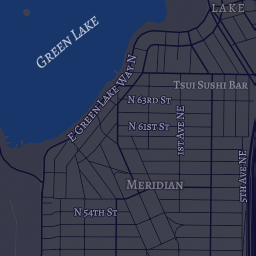 LAKE
GREEN LAKE
TSUI SUSHI BAR
E GREEN LAKE WAY N
N 63RD ST
N 61ST ST
1ST AVE NE
5TH AVE NE
MERIDIAN
N 54TH ST